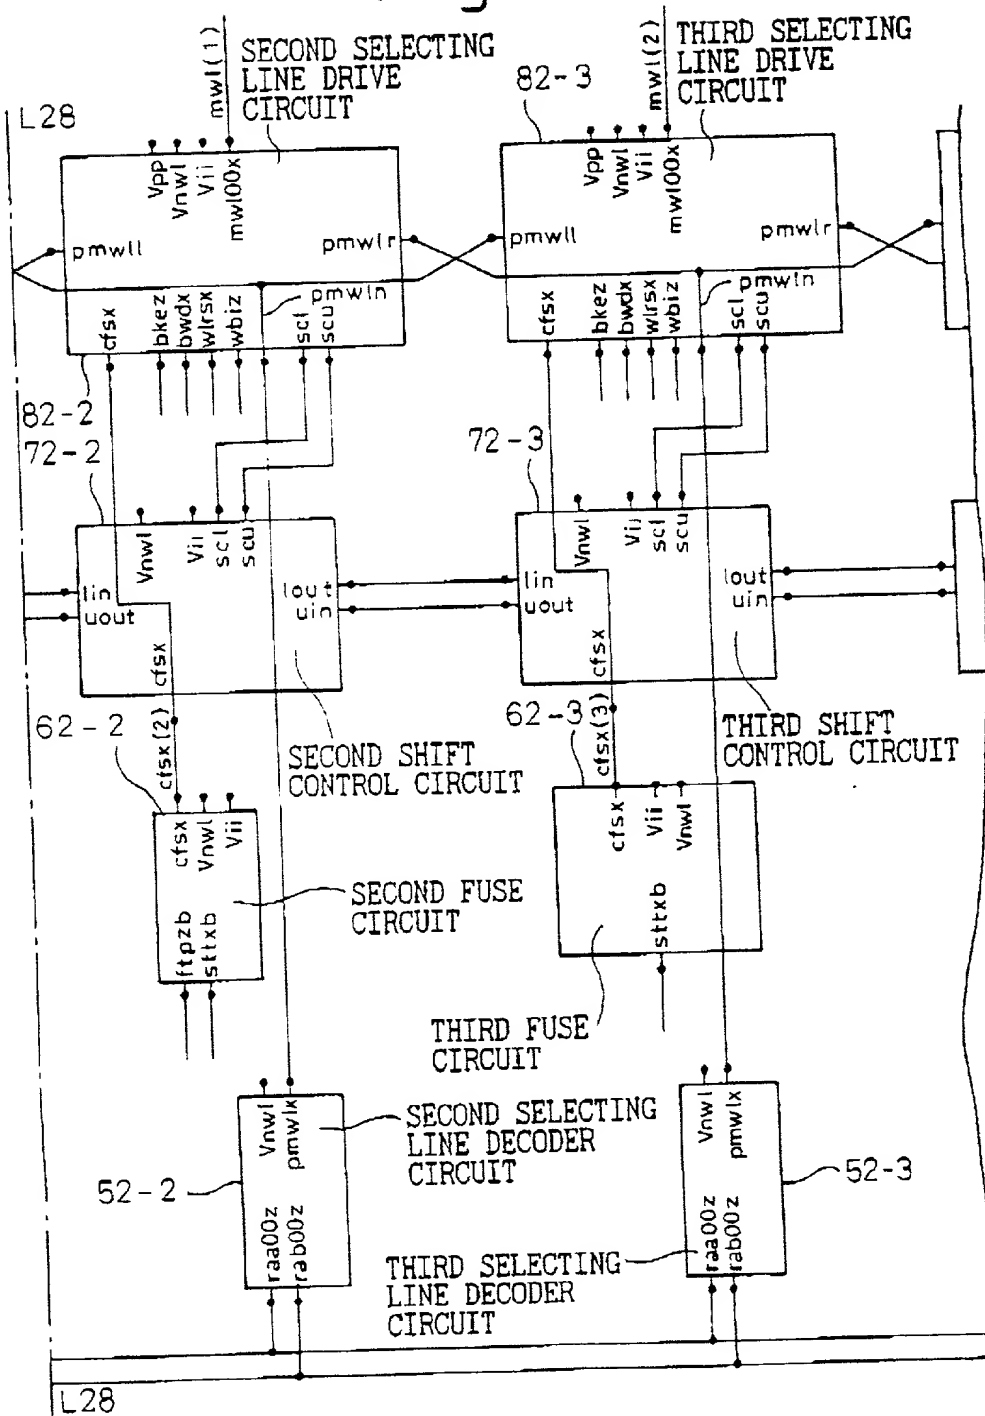 g
L28
mwl(1)
SECOND SELECTING
LINE DRIVE
CIRCUIT
82-3
mwl(2)
THIRD SELECTING
LINE DRIVE
CIRCUIT
Vpp
Vnwl
Vii
mwl00x
pmwll
pmwlr
pmwln
cfsx
bkez
bwdx
wlrsx
wbiz
scl
scu
Vpp
Vnwl
Vii
mwl00x
pmwll
pmwlr
pmwln
cfsx
bkez
bwdx
wlrsx
wbiz
scl
scu
82-2
72-2
72-3
Vnwl
Vii
scl
scu
lin
uout
lout
uin
cfsx
Vnwl
Vii
scl
scu
lin
uout
lout
uin
cfsx
62-2
cfsx(2)
SECOND SHIFT
CONTROL CIRCUIT
62-3
cfsx(3)
THIRD SHIFT
CONTROL CIRCUIT
cfsx
Vnwl
Vii
ftpzb
sttxb
SECOND FUSE
CIRCUIT
cfsx
Vii
Vnwl
sttxb
THIRD FUSE
CIRCUIT
Vnwl
pmwlx
raa00z
rab00z
52-2
SECOND SELECTING
LINE DECODER
CIRCUIT
Vnwl
pmwlx
raa00z
rab00z
52-3
THIRD SELECTING
LINE DECODER
CIRCUIT
L28